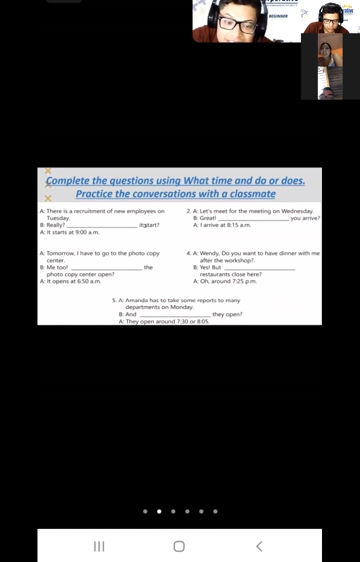 BEGINNER
Complete the questions using What time and do or does.
Practice the conversations with a classmate
A: There is a recruitment of new employees on
Tuesday.
B: Really? ____________________ it start?
A: It starts at 9:00 a.m.
2. A: Let's meet for the meeting on Wednesday.
B: Great! ____________________ you arrive?
A: I arrive at 8:15 a.m.
A: Tomorrow, I have to go to the photo copy
center.
B: Me too! ____________________ the
photo copy center open?
A: It opens at 6:50 a.m.
4. A: Wendy, Do you want to have dinner with me
after the workshop?.
B: Yes! But ____________________
restaurants close here?
A: Oh, around 7:25 p.m.
5. A: Amanda has to take some reports to many
departments on Monday.
B: And ____________________ they open?
A: They open around 7:30 or 8:05.